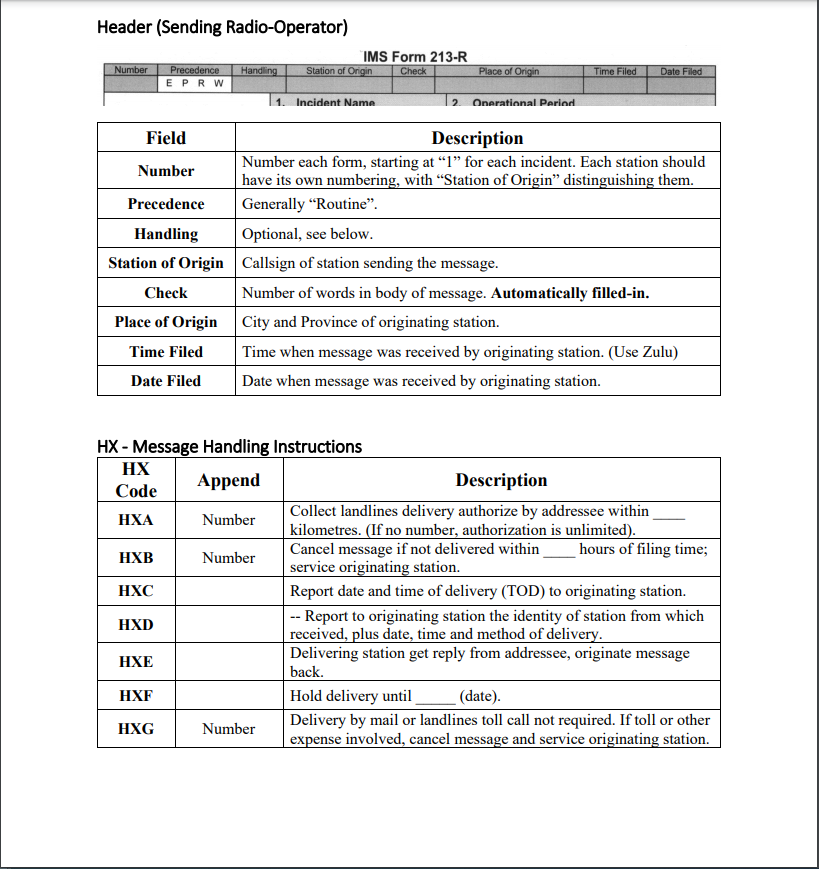 Header (Sending Radio-Operator)
IMS Form 213-R
Number Precedence Handling Station of Origin Check Place of Origin Time Filed Date Filed
E P R W
1. Incident Name 2. Operational Period
Field Description
Number
Number each form, starting at “1” for each incident. Each station should
have its own numbering, with “Station of Origin” distinguishing them.
Precedence Generally “Routine”.
Handling Optional, see below.
Station of Origin Callsign of station sending the message.
Check Number of words in body of message. Automatically filled-in.
Place of Origin City and Province of originating station.
Time Filed Time when message was received by originating station. (Use Zulu)
Date Filed Date when message was received by originating station.
HX - Message Handling Instructions
HX
Code
Append Description
HXA Number
Collect landlines delivery authorize by addressee within ____
kilometres. (If no number, authorization is unlimited).
HXB Number
Cancel message if not delivered within ____ hours of filing time;
service originating station.
HXC Report date and time of delivery (TOD) to originating station.
HXD
-- Report to originating station the identity of station from which
received, plus date, time and method of delivery.
HXE
Delivering station get reply from addressee, originate message
back.
HXF Hold delivery until _____ (date).
HXG Number
Delivery by mail or landlines toll call not required. If toll or other
expense involved, cancel message and service originating station.